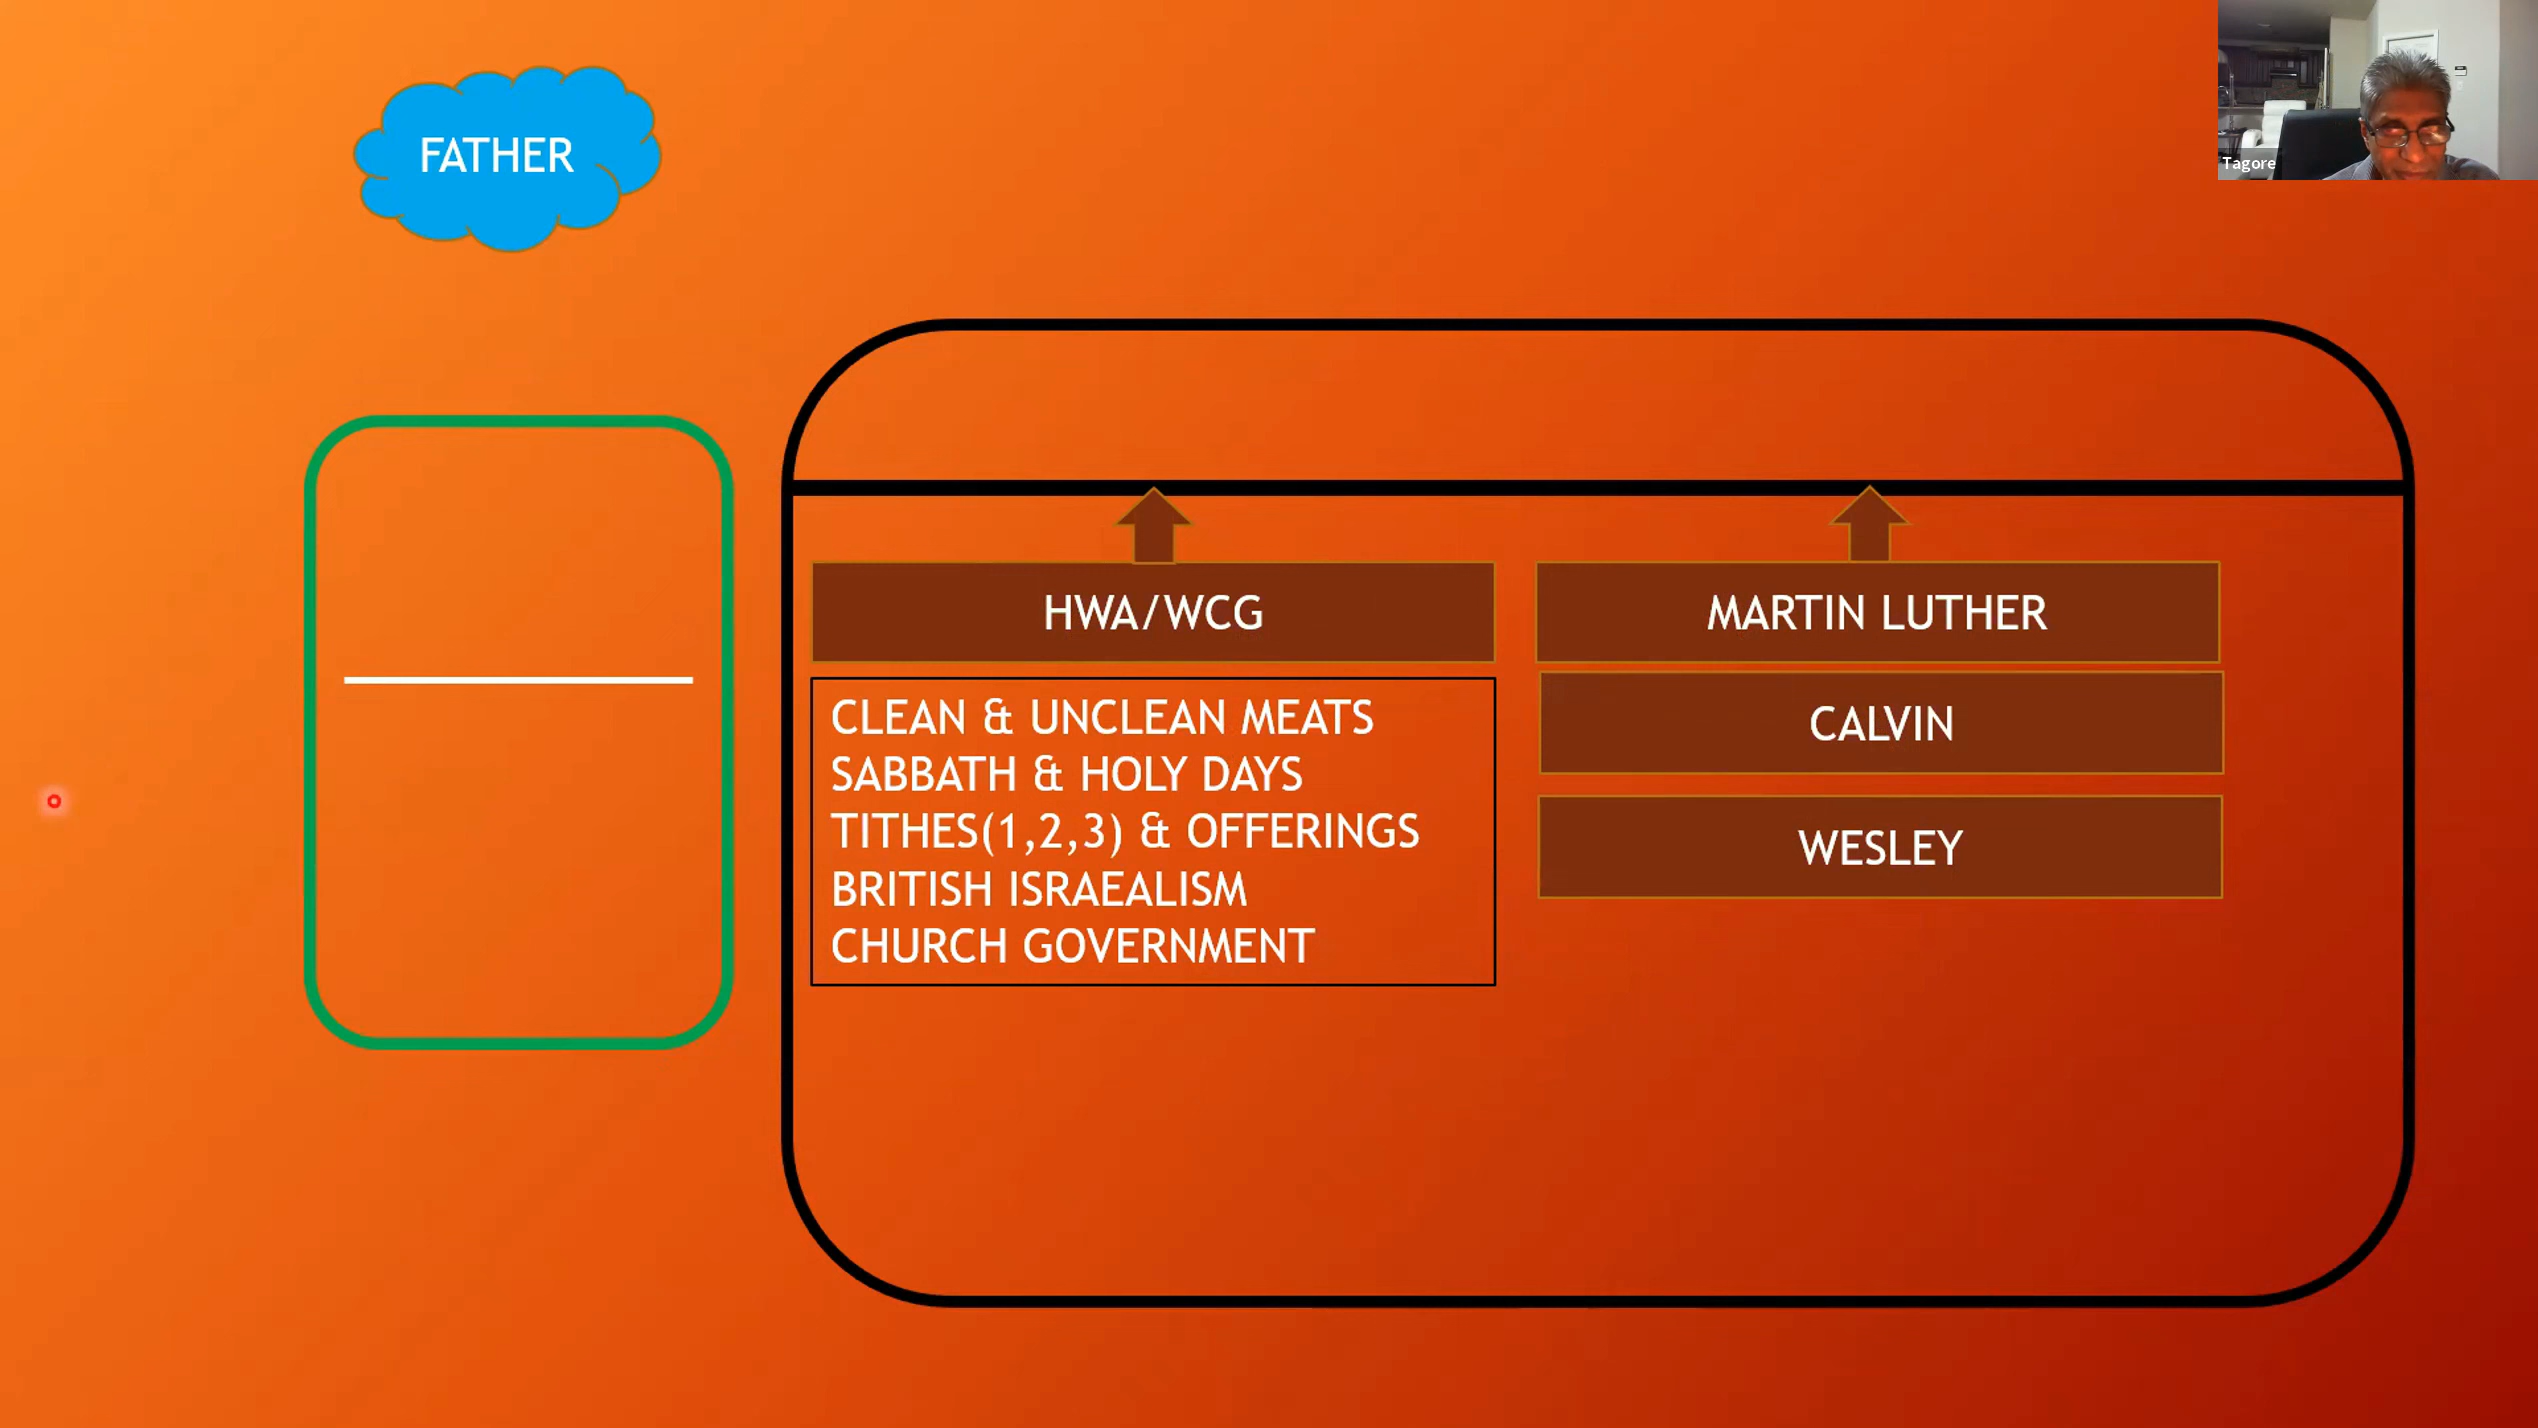 FATHER
Tagore
HWA/WCG
CLEAN & UNCLEAN MEATS
SABBATH & HOLY DAYS
TITHES(1,2,3) & OFFERINGS
BRITISH ISRAEALISM
CHURCH GOVERNMENT
MARTIN LUTHER
CALVIN
WESLEY